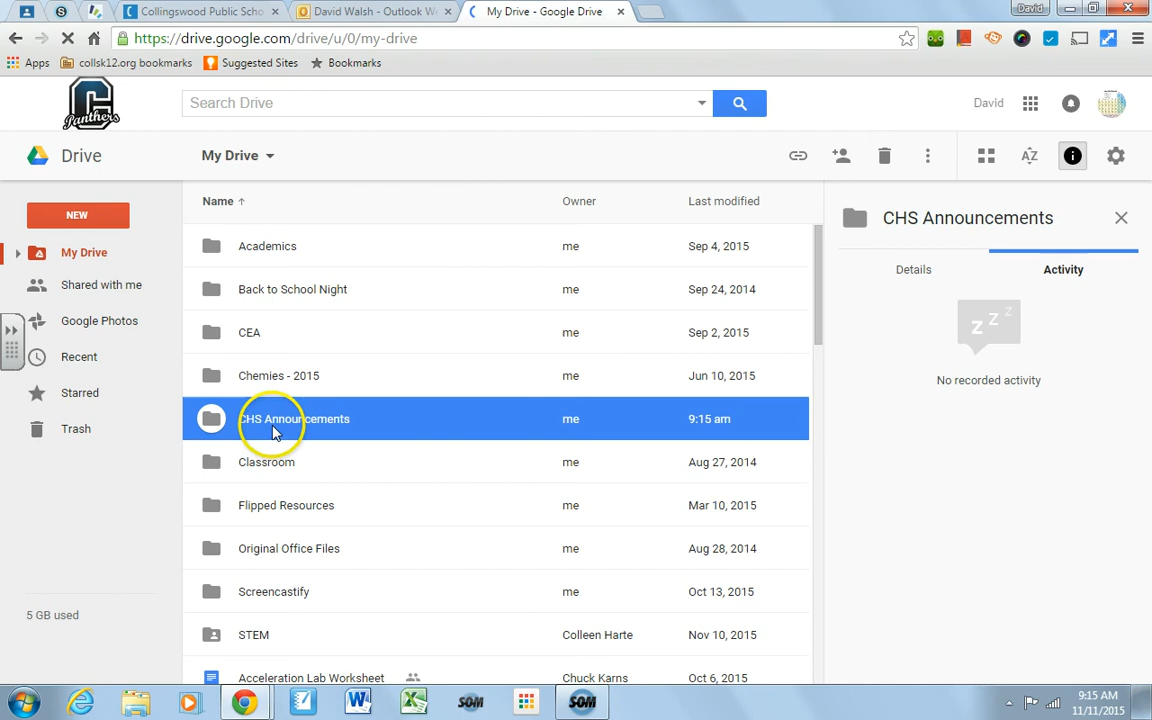 Collingswood Public Scho
David Walsh - Outlook We
My Drive - Google Drive
David
https://drive.google.com/drive/u/0/my-drive
Apps
collsk12.org bookmarks
Suggested Sites
Bookmarks
C
Panthers
Search Drive
David
Drive
My Drive
NEW
Name
Owner
Last modified
CHS Announcements
My Drive
Academics me Sep 4, 2015
Details
Activity
Shared with me
Back to School Night me Sep 24, 2014
Google Photos
CEA me Sep 2, 2015
z z z
Recent
Chemies - 2015 me Jun 10, 2015
No recorded activity
Starred
CHS Announcements me 9:15 am
Trash
Classroom me Aug 27, 2014
Flipped Resources me Mar 10, 2015
Original Office Files me Aug 28, 2014
Screencastify me Oct 13, 2015
5 GB used
STEM Colleen Harte Nov 10, 2015
Acceleration Lab Worksheet Chuck Karns Oct 6, 2015
SOM
SOM
9:15 AM
11/11/2015